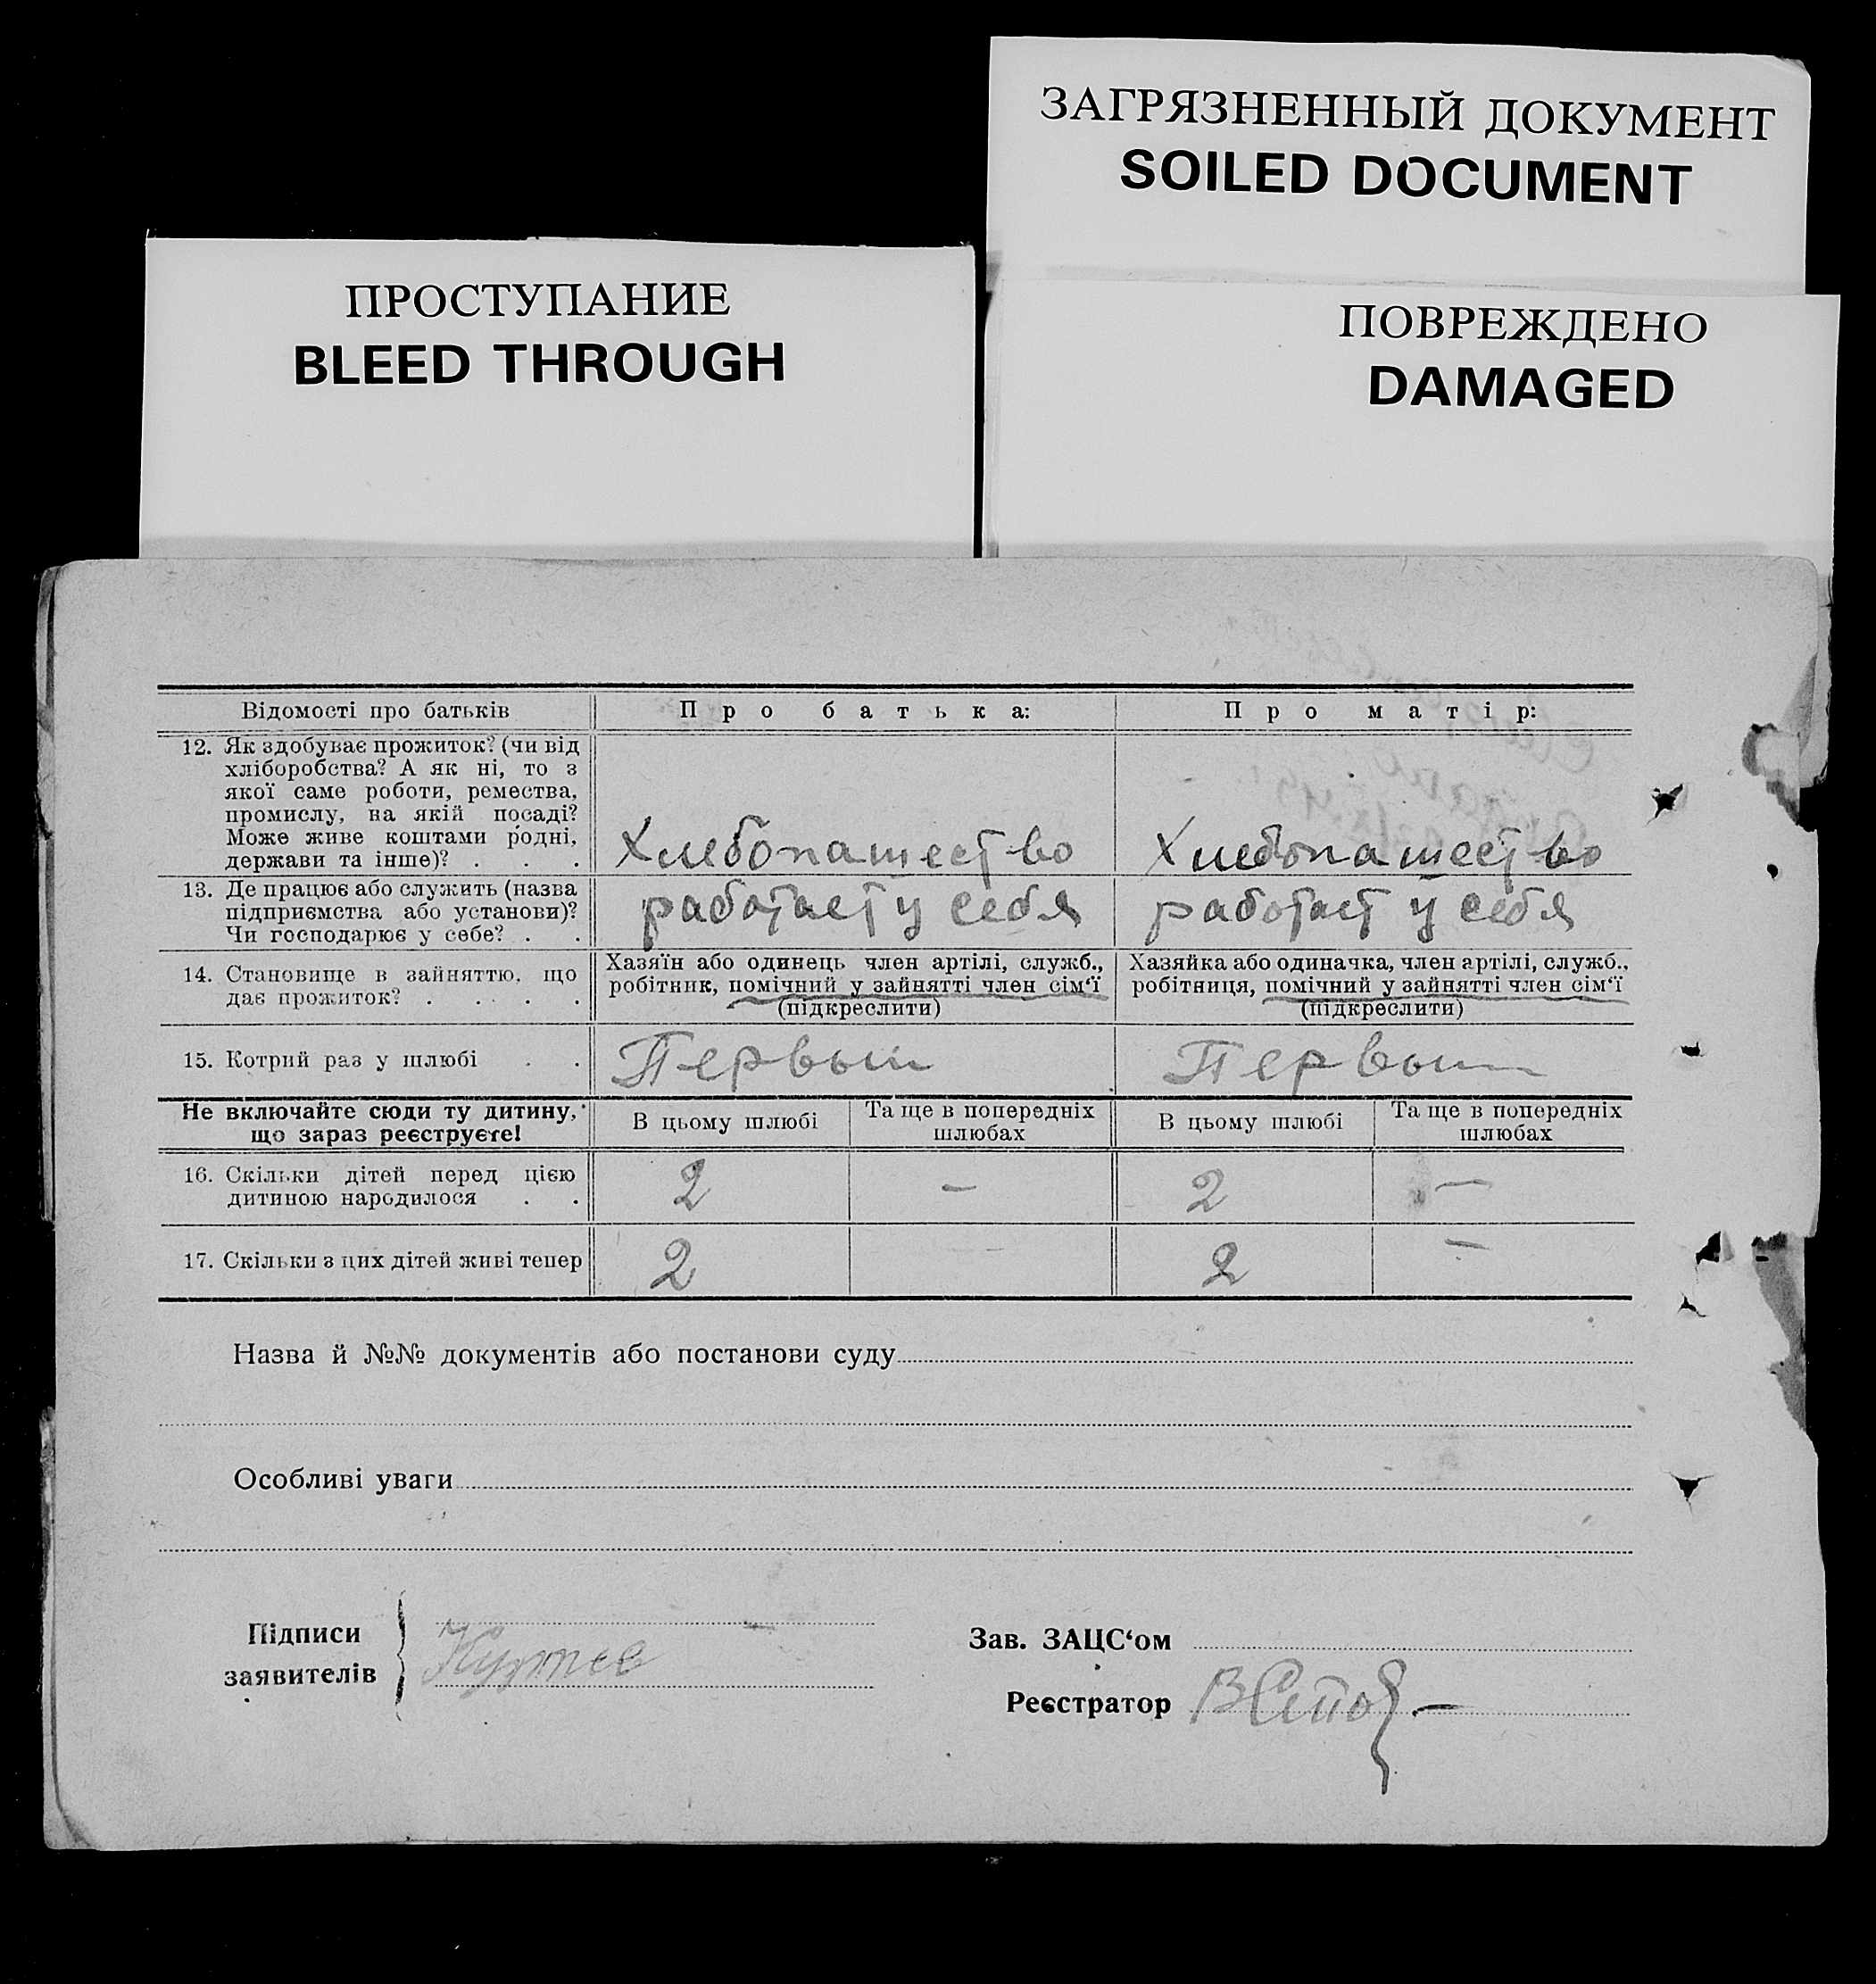 ЗАГРЯЗНЕННЫЙ ДОКУМЕНТ
SOILED DOCUMENT
ПРОСТУПАНИЕ
BLEED THROUGH
ПОВРЕЖДЕНО
DAMAGED
Відомості про батьків Про батька: Про матір:
12. Як здобуває прожиток? (чи від
хліборобства? А як ні, то з
якої саме роботи, ремества,
промислу, на якій посаді?
Може живе коштами рідні,
держави та інше)? . . .
Хлебопашество Хлебопашество
13. Де працює або служить (назва
підприємства або установи)?
Чи господарює у себе? . .
работает у себя работает у себя
14. Становище в зайняттю, що
дає прожиток? . . . .
Хазяїн або одинець член артілі, служб.,
робітник, помічний у зайнятті член сім‘ї
(підкреслити)
Хазяйка або одиначка, член артілі, служб.,
робітниця, помічний у зайнятті член сім‘ї
(підкреслити)
15. Котрий раз у шлюбі . . Первый Первый
Не включайте сюди ту дитину,
що зараз реєструєте!
В цьому шлюбі
Та ще в попередніх
шлюбах
В цьому шлюбі
Та ще в попередніх
шлюбах
16. Скільки дітей перед цією
дитиною народилося . .
2 — 2 —
17. Скільки з цих дітей живі тепер 2 — 2 —
Назва й №№ документів або постанови суду
Особливі уваги
Підписи
заявителів
Зав. ЗАЦС‘ом
Реєстратор